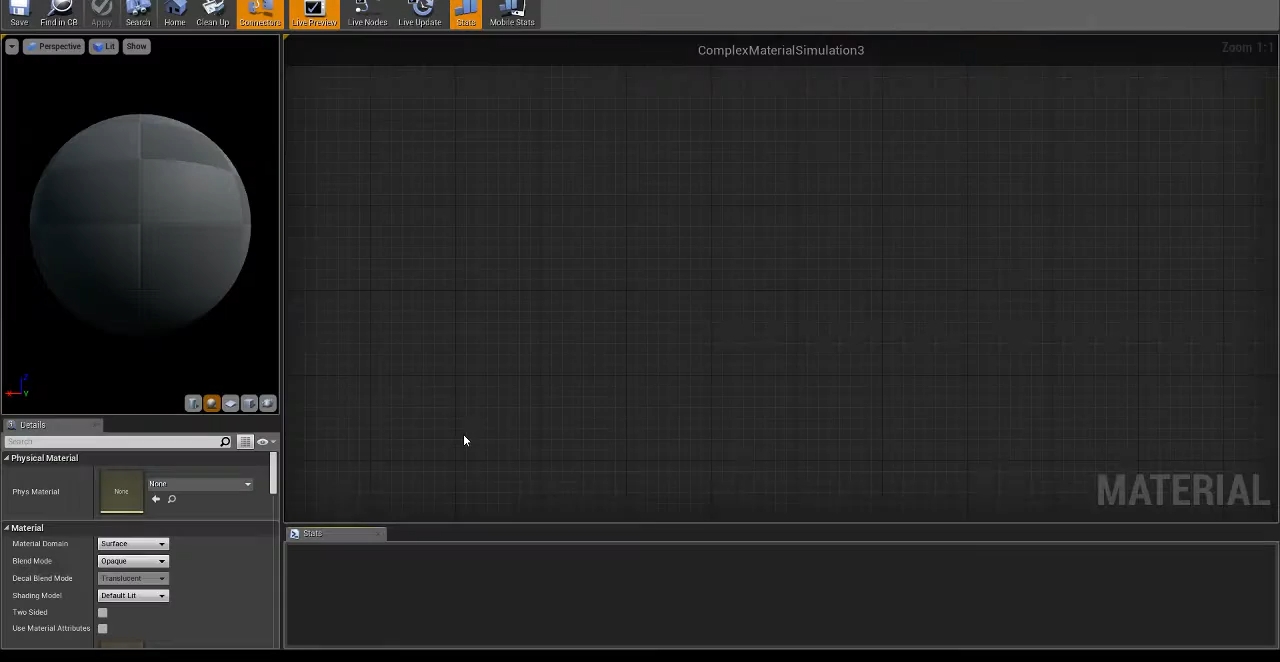 Save Find in CB Apply Search Home Clean Up Connectors Live Preview Live Nodes Live Update Stats Mobile Stats
Perspective Lit Show
ComplexMaterialSimulation3
Zoom 1:1
Z
Y
MATERIAL
Details
Search
Physical Material
Phys Material
None
None
Material
Material Domain Surface
Blend Mode Opaque
Decal Blend Mode Translucent
Shading Model Default Lit
Two Sided
Use Material Attributes
Stats